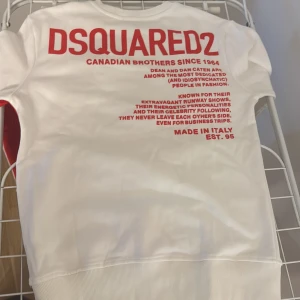 DSQUARED2
CANADIAN BROTHERS SINCE 1964
DEAN AND DAN CATEN ARE
AMONG THE MOST DEDICATED
(AND IDIOSYNCRATIC)
PEOPLE IN FASHION.
KNOWN FOR THEIR
EXTRAVAGANT RUNWAY SHOWS,
THEIR ENERGETIC PERSONALITIES
AND THEIR CELEBRITY FOLLOWING,
THEY NEVER LEAVE EACH OTHER'S SIDE,
EVEN FOR BUSINESS TRIPS.
MADE IN ITALY
EST. 95